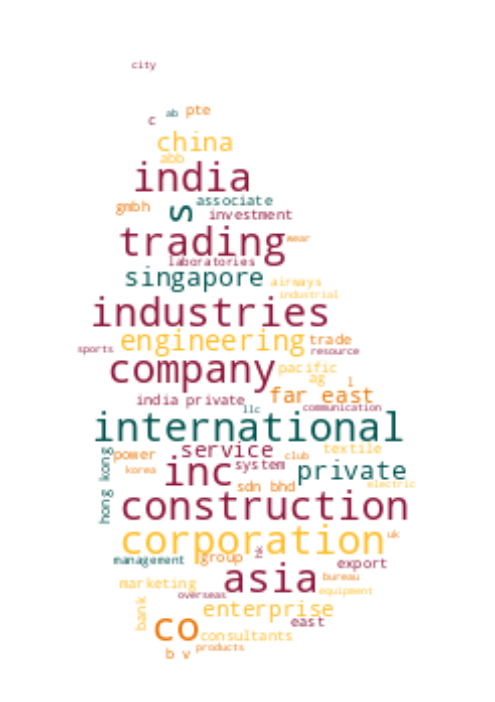 city
c ab pte
china
abb
india
associate
gmbh s investment
trading wear
laboratories
singapore airways
industrial
industries
engineering trade
sports resource
company pacific
ag l
far east
india private llc communication
international
service textile
hong kong power club
korea inc system private
sdn bhd electric
construction
corporation uk
management group hk export
asia bureau
marketing equipment
overseas
bank enterprise
co east
consultants
b v products